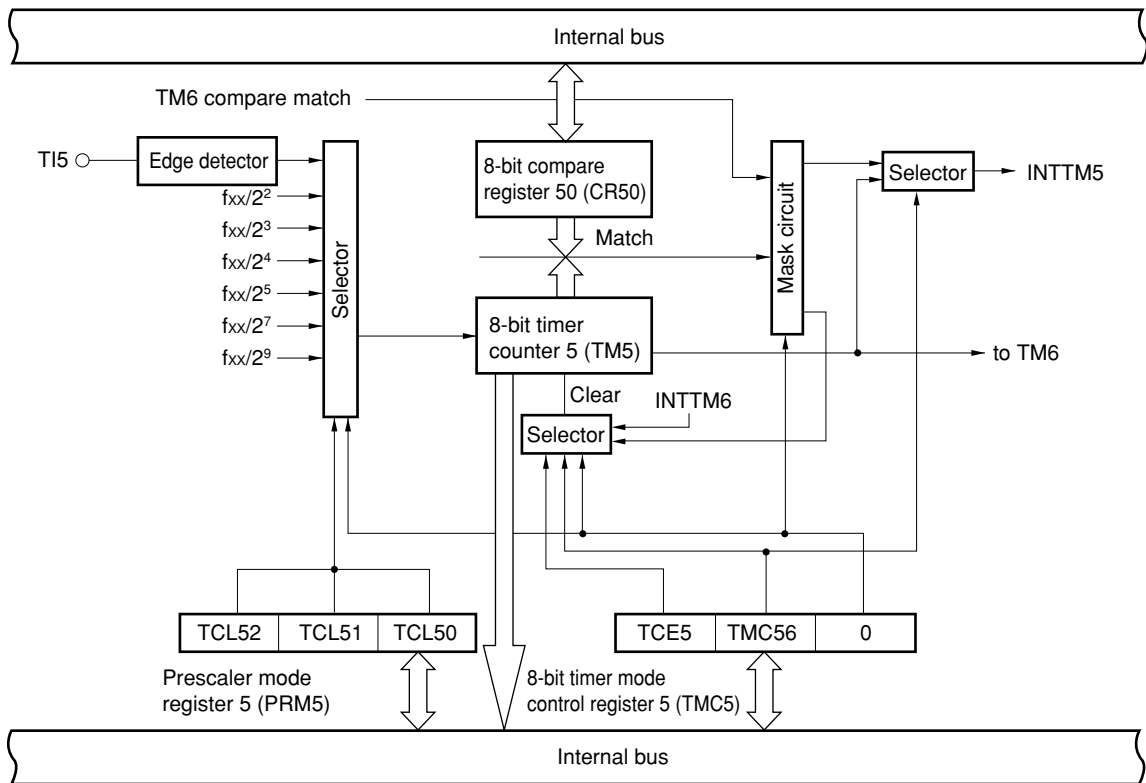 Internal bus
TM6 compare match
TI5
Edge detector
8-bit compare
register 50 (CR50)
Selector
INTTM5
fxx/2²
fxx/2³
fxx/2⁴
fxx/2⁵
fxx/2⁷
fxx/2⁹
Selector
Match
Mask circuit
8-bit timer
counter 5 (TM5)
to TM6
Clear
INTTM6
Selector
TCL52 TCL51 TCL50
TCE5 TMC56 0
Prescaler mode
register 5 (PRM5)
8-bit timer mode
control register 5 (TMC5)
Internal bus